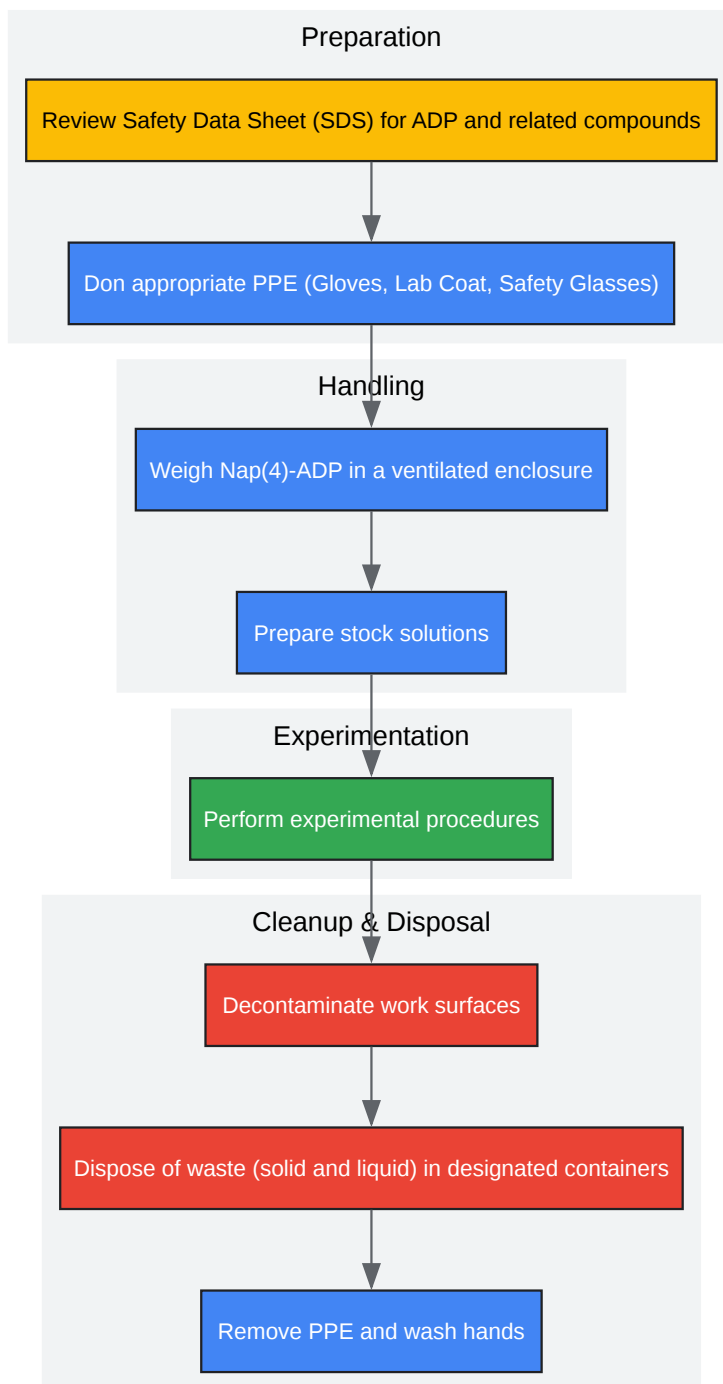 Preparation
Review Safety Data Sheet (SDS) for ADP and related compounds
Don appropriate PPE (Gloves, Lab Coat, Safety Glasses)
Handling
Weigh Nap(4)-ADP in a ventilated enclosure
Prepare stock solutions
Experimentation
Perform experimental procedures
Cleanup & Disposal
Decontaminate work surfaces
Dispose of waste (solid and liquid) in designated containers
Remove PPE and wash hands